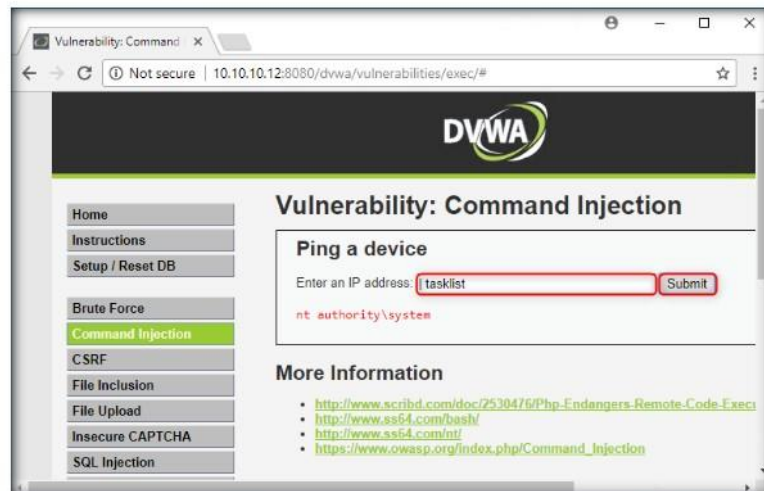 Vulnerability: Command
Not secure | 10.10.10.12:8080/dvwa/vulnerabilities/exec/#
DVWA
Home
Instructions
Setup / Reset DB
Brute Force
Command Injection
CSRF
File Inclusion
File Upload
Insecure CAPTCHA
SQL Injection
Vulnerability: Command Injection
Ping a device
Enter an IP address: | tasklist Submit
nt authority\system
More Information
http://www.scribd.com/doc/2530476/Php-Endangers-Remote-Code-Execu
http://www.ss64.com/bash/
http://www.ss64.com/nt/
https://www.owasp.org/index.php/Command_Injection